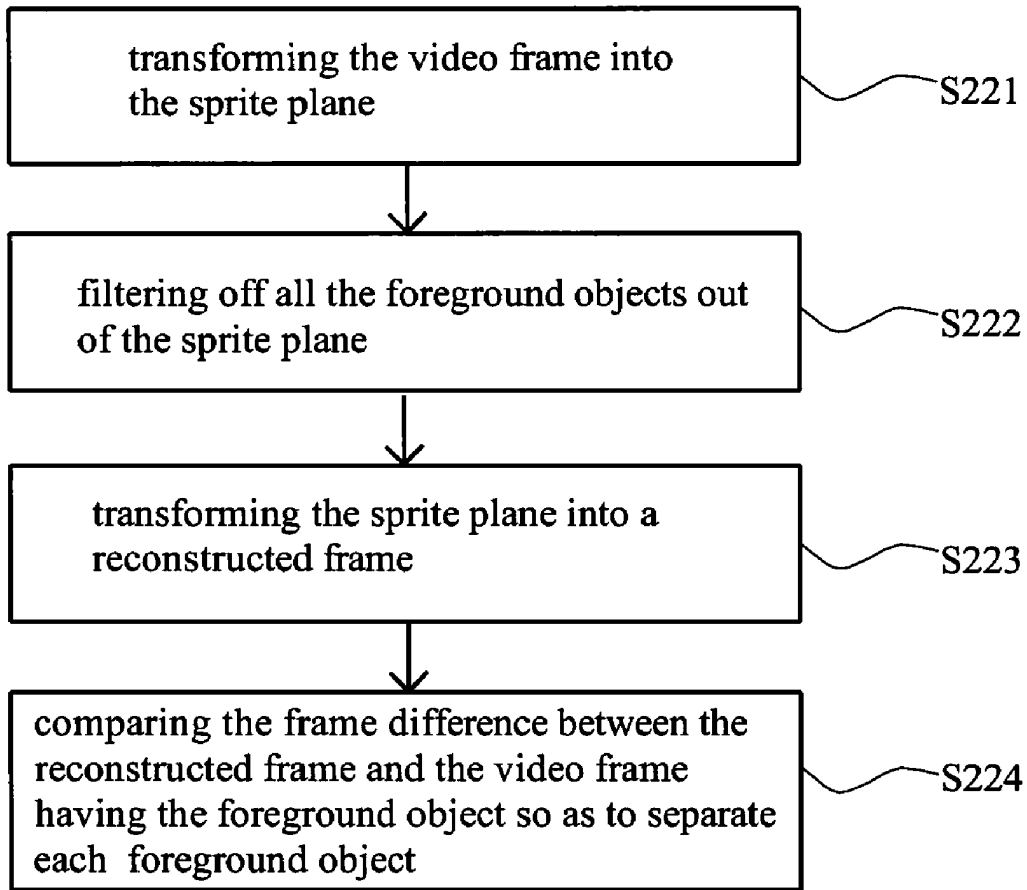 transforming the video frame into
the sprite plane
S221
filtering off all the foreground objects out
of the sprite plane
S222
transforming the sprite plane into a
reconstructed frame
S223
comparing the frame difference between the
reconstructed frame and the video frame
having the foreground object so as to separate
each foreground object
S224